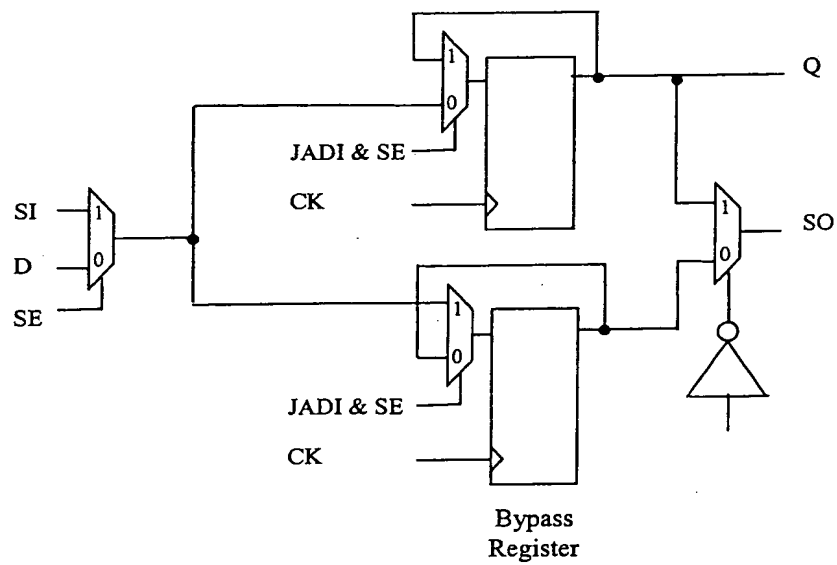 1
Q
0
JADI & SE
CK
SI
1
D
0
SE
1
SO
0
1
0
JADI & SE
CK
Bypass
Register